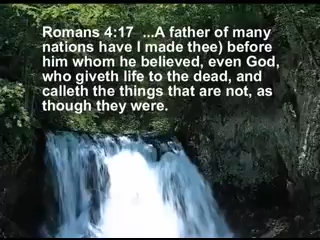 Romans 4:17  ...A father of many
nations have I made thee) before
him whom he believed, even God,
who giveth life to the dead, and
calleth the things that are not, as
though they were.